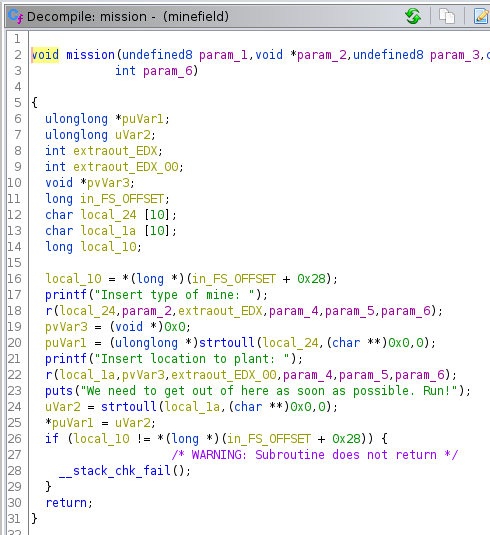 Decompile: mission - (minefield)
1
2 void mission(undefined8 param_1,void *param_2,undefined8 param_3,
3 int param_6)
4
5 {
6 ulonglong *puVar1;
7 ulonglong uVar2;
8 int extraout_EDX;
9 int extraout_EDX_00;
10 void *pvVar3;
11 long in_FS_OFFSET;
12 char local_24 [10];
13 char local_1a [10];
14 long local_10;
15
16 local_10 = *(long *)(in_FS_OFFSET + 0x28);
17 printf("Insert type of mine: ");
18 r(local_24,param_2,extraout_EDX,param_4,param_5,param_6);
19 pvVar3 = (void *)0x0;
20 puVar1 = (ulonglong *)strtoull(local_24,(char **)0x0,0);
21 printf("Insert location to plant: ");
22 r(local_1a,pvVar3,extraout_EDX_00,param_4,param_5,param_6);
23 puts("We need to get out of here as soon as possible. Run!");
24 uVar2 = strtoull(local_1a,(char **)0x0,0);
25 *puVar1 = uVar2;
26 if (local_10 != *(long *)(in_FS_OFFSET + 0x28)) {
27 /* WARNING: Subroutine does not return */
28 __stack_chk_fail();
29 }
30 return;
31 }
32